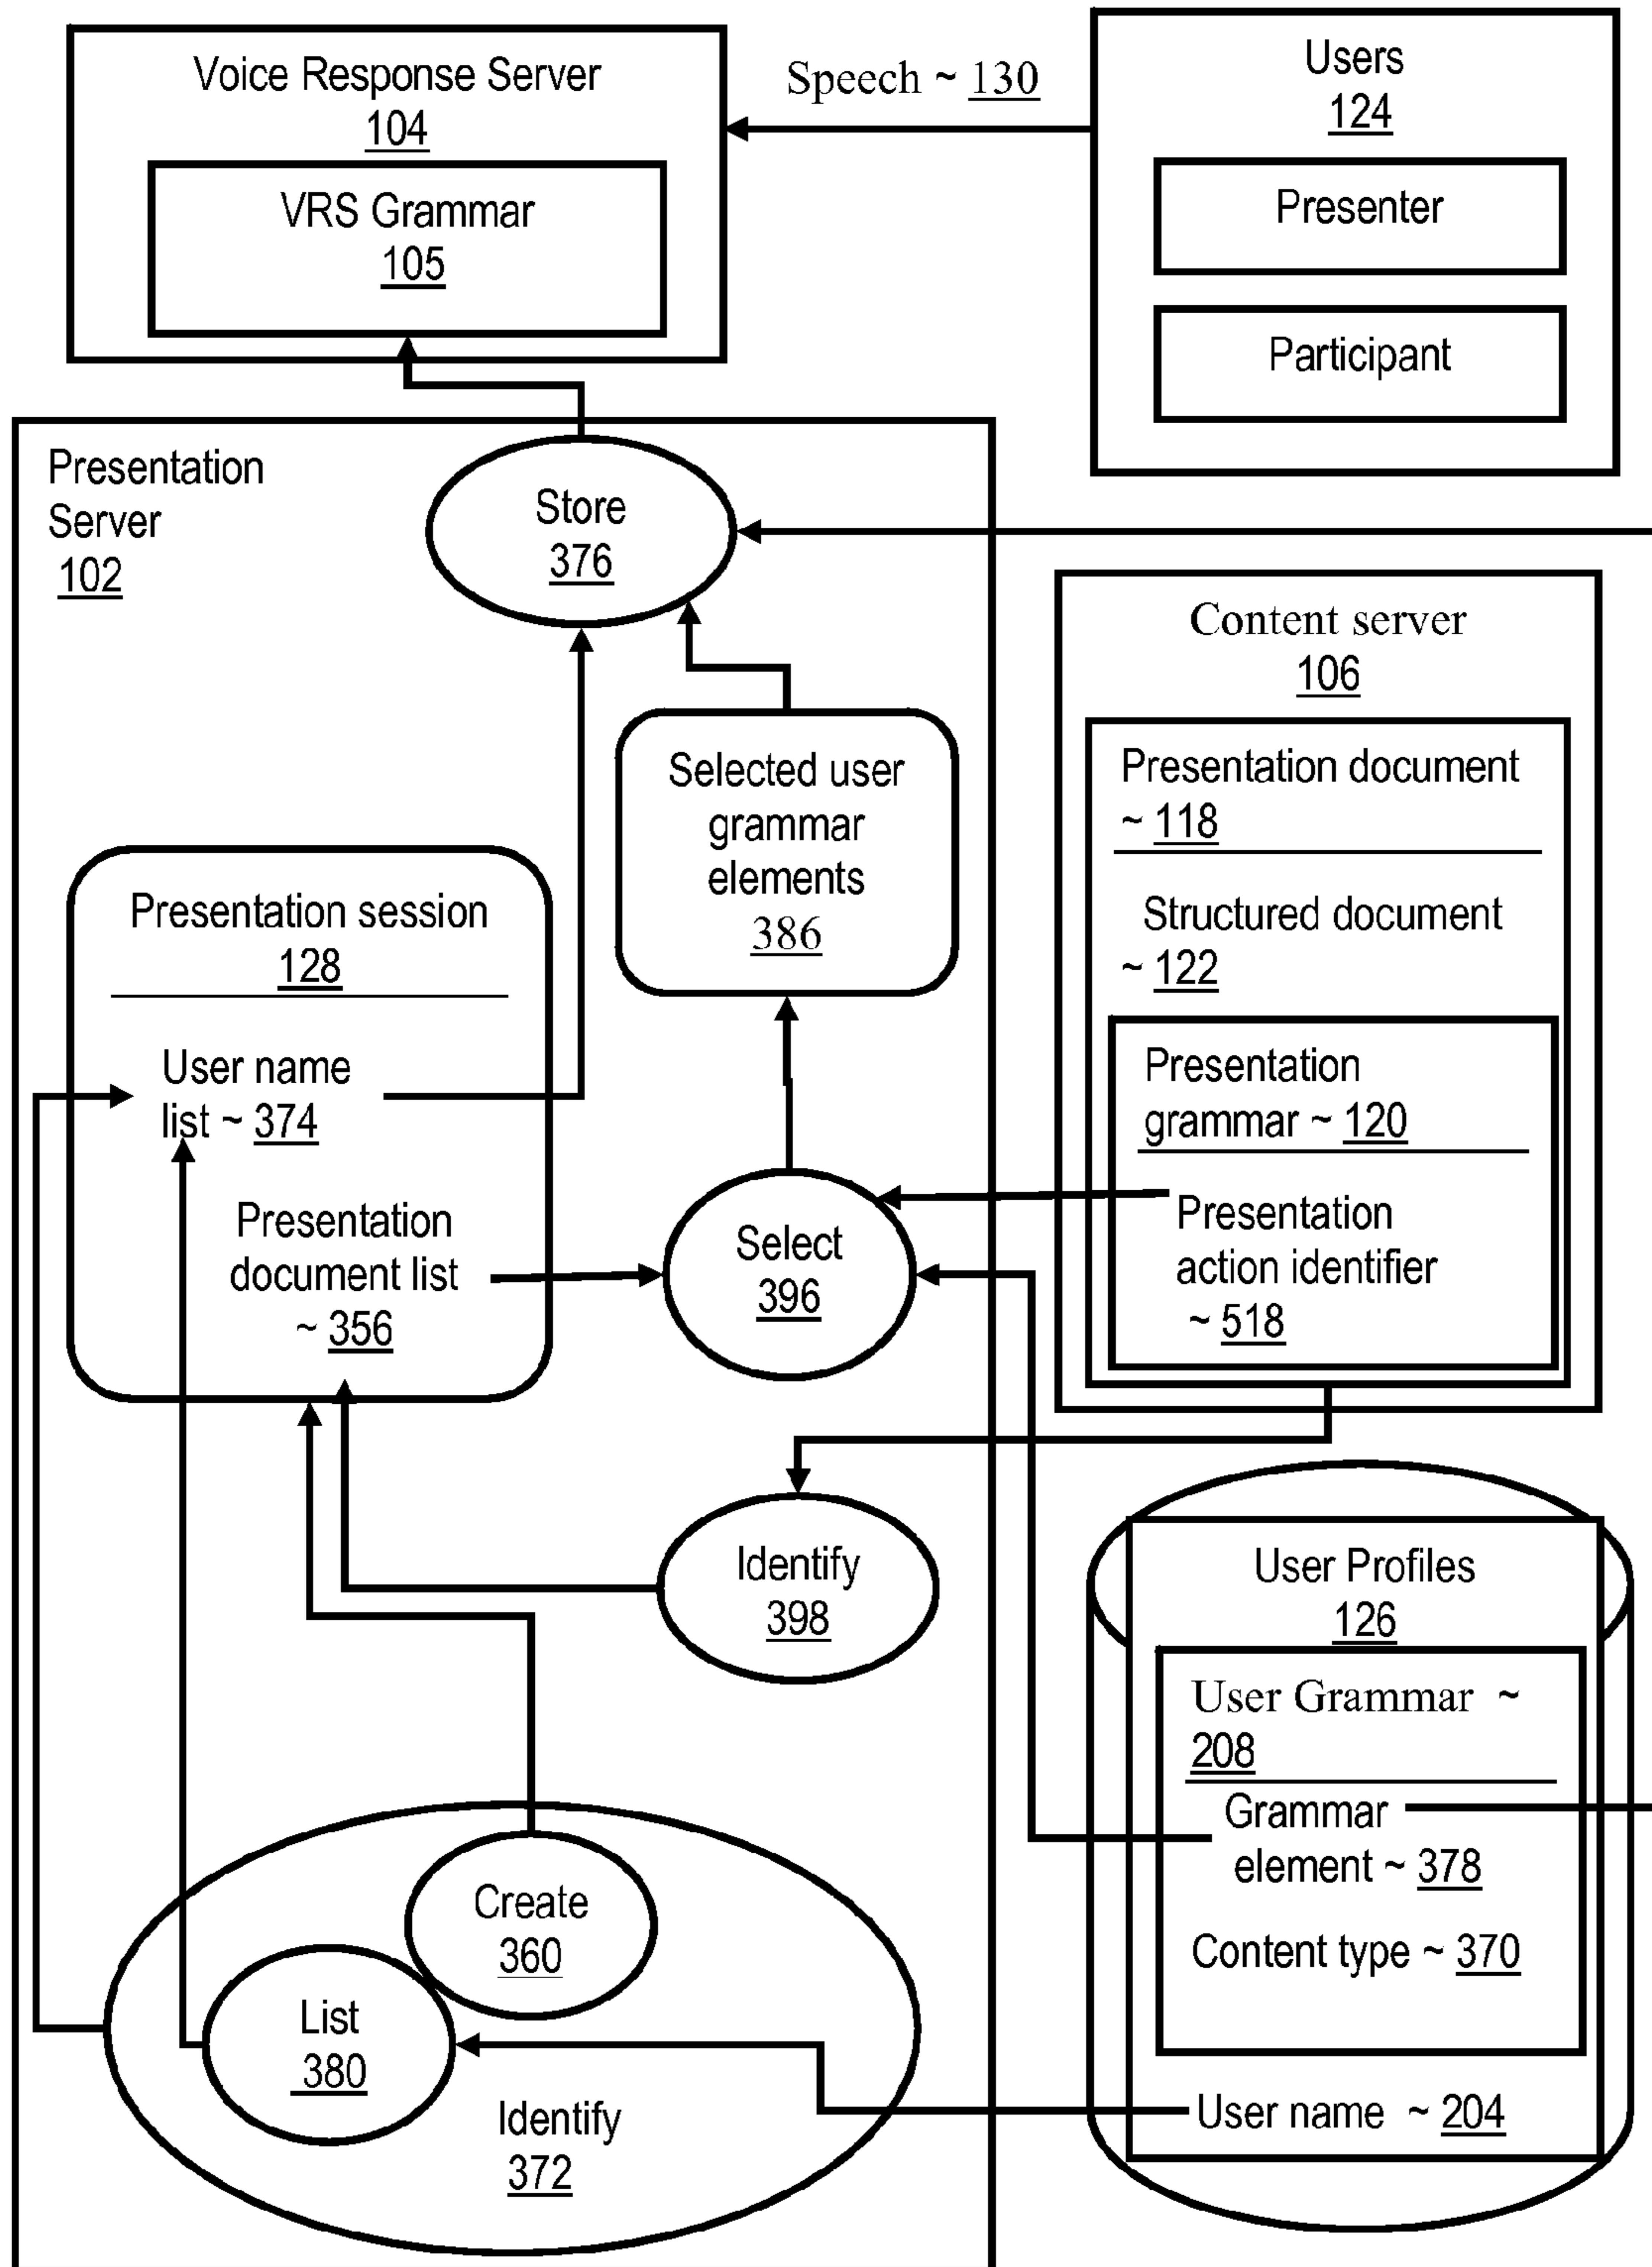 Voice Response Server
104
VRS Grammar
105
Speech ~ 130
Users
124
Presenter
Participant
Presentation
Server
102
Store
376
Content server
106
Presentation document
~ 118
Structured document
~ 122
Presentation
grammar ~ 120
Presentation
action identifier
~ 518
Selected user
grammar
elements
386
Presentation session
128
User name
list ~ 374
Presentation
document list
~ 356
Select
396
Identify
398
User Profiles
126
User Grammar ~
208
Grammar
element ~ 378
Content type ~ 370
User name ~ 204
Create
360
List
380
Identify
372